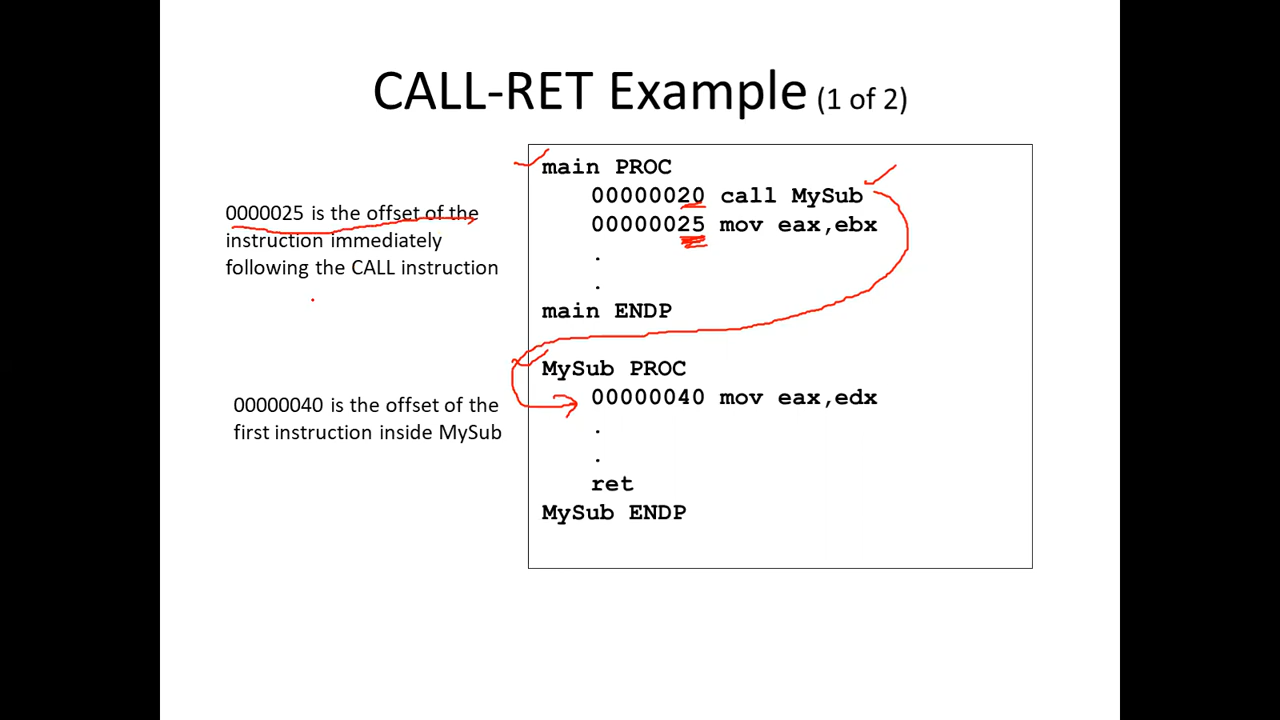 CALL-RET Example (1 of 2)
0000025 is the offset of the
instruction immediately
following the CALL instruction
00000040 is the offset of the
first instruction inside MySub
main PROC
00000020 call MySub
00000025 mov eax,ebx
.
.
main ENDP
MySub PROC
00000040 mov eax,edx
.
.
ret
MySub ENDP